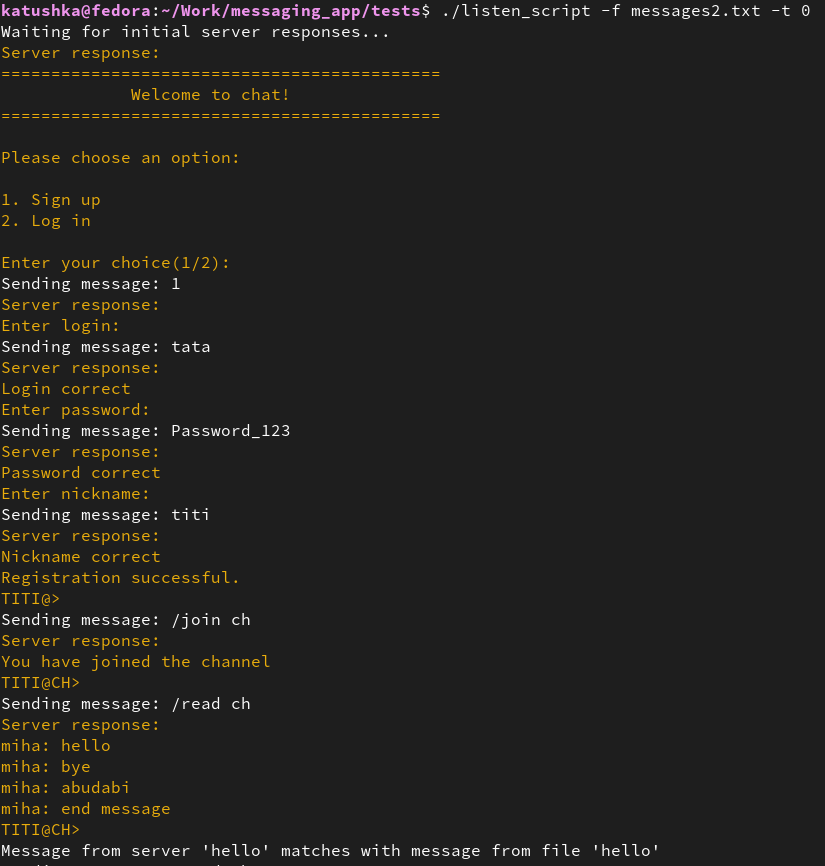 katushka@fedora:~/Work/messaging_app/tests$ ./listen_script -f messages2.txt -t 0
Waiting for initial server responses...
Server response:
============================================
Welcome to chat!
============================================
Please choose an option:
1. Sign up
2. Log in
Enter your choice(1/2):
Sending message: 1
Server response:
Enter login:
Sending message: tata
Server response:
Login correct
Enter password:
Sending message: Password_123
Server response:
Password correct
Enter nickname:
Sending message: titi
Server response:
Nickname correct
Registration successful.
TITI@>
Sending message: /join ch
Server response:
You have joined the channel
TITI@CH>
Sending message: /read ch
Server response:
miha: hello
miha: bye
miha: abudabi
miha: end message
TITI@CH>
Message from server 'hello' matches with message from file 'hello'